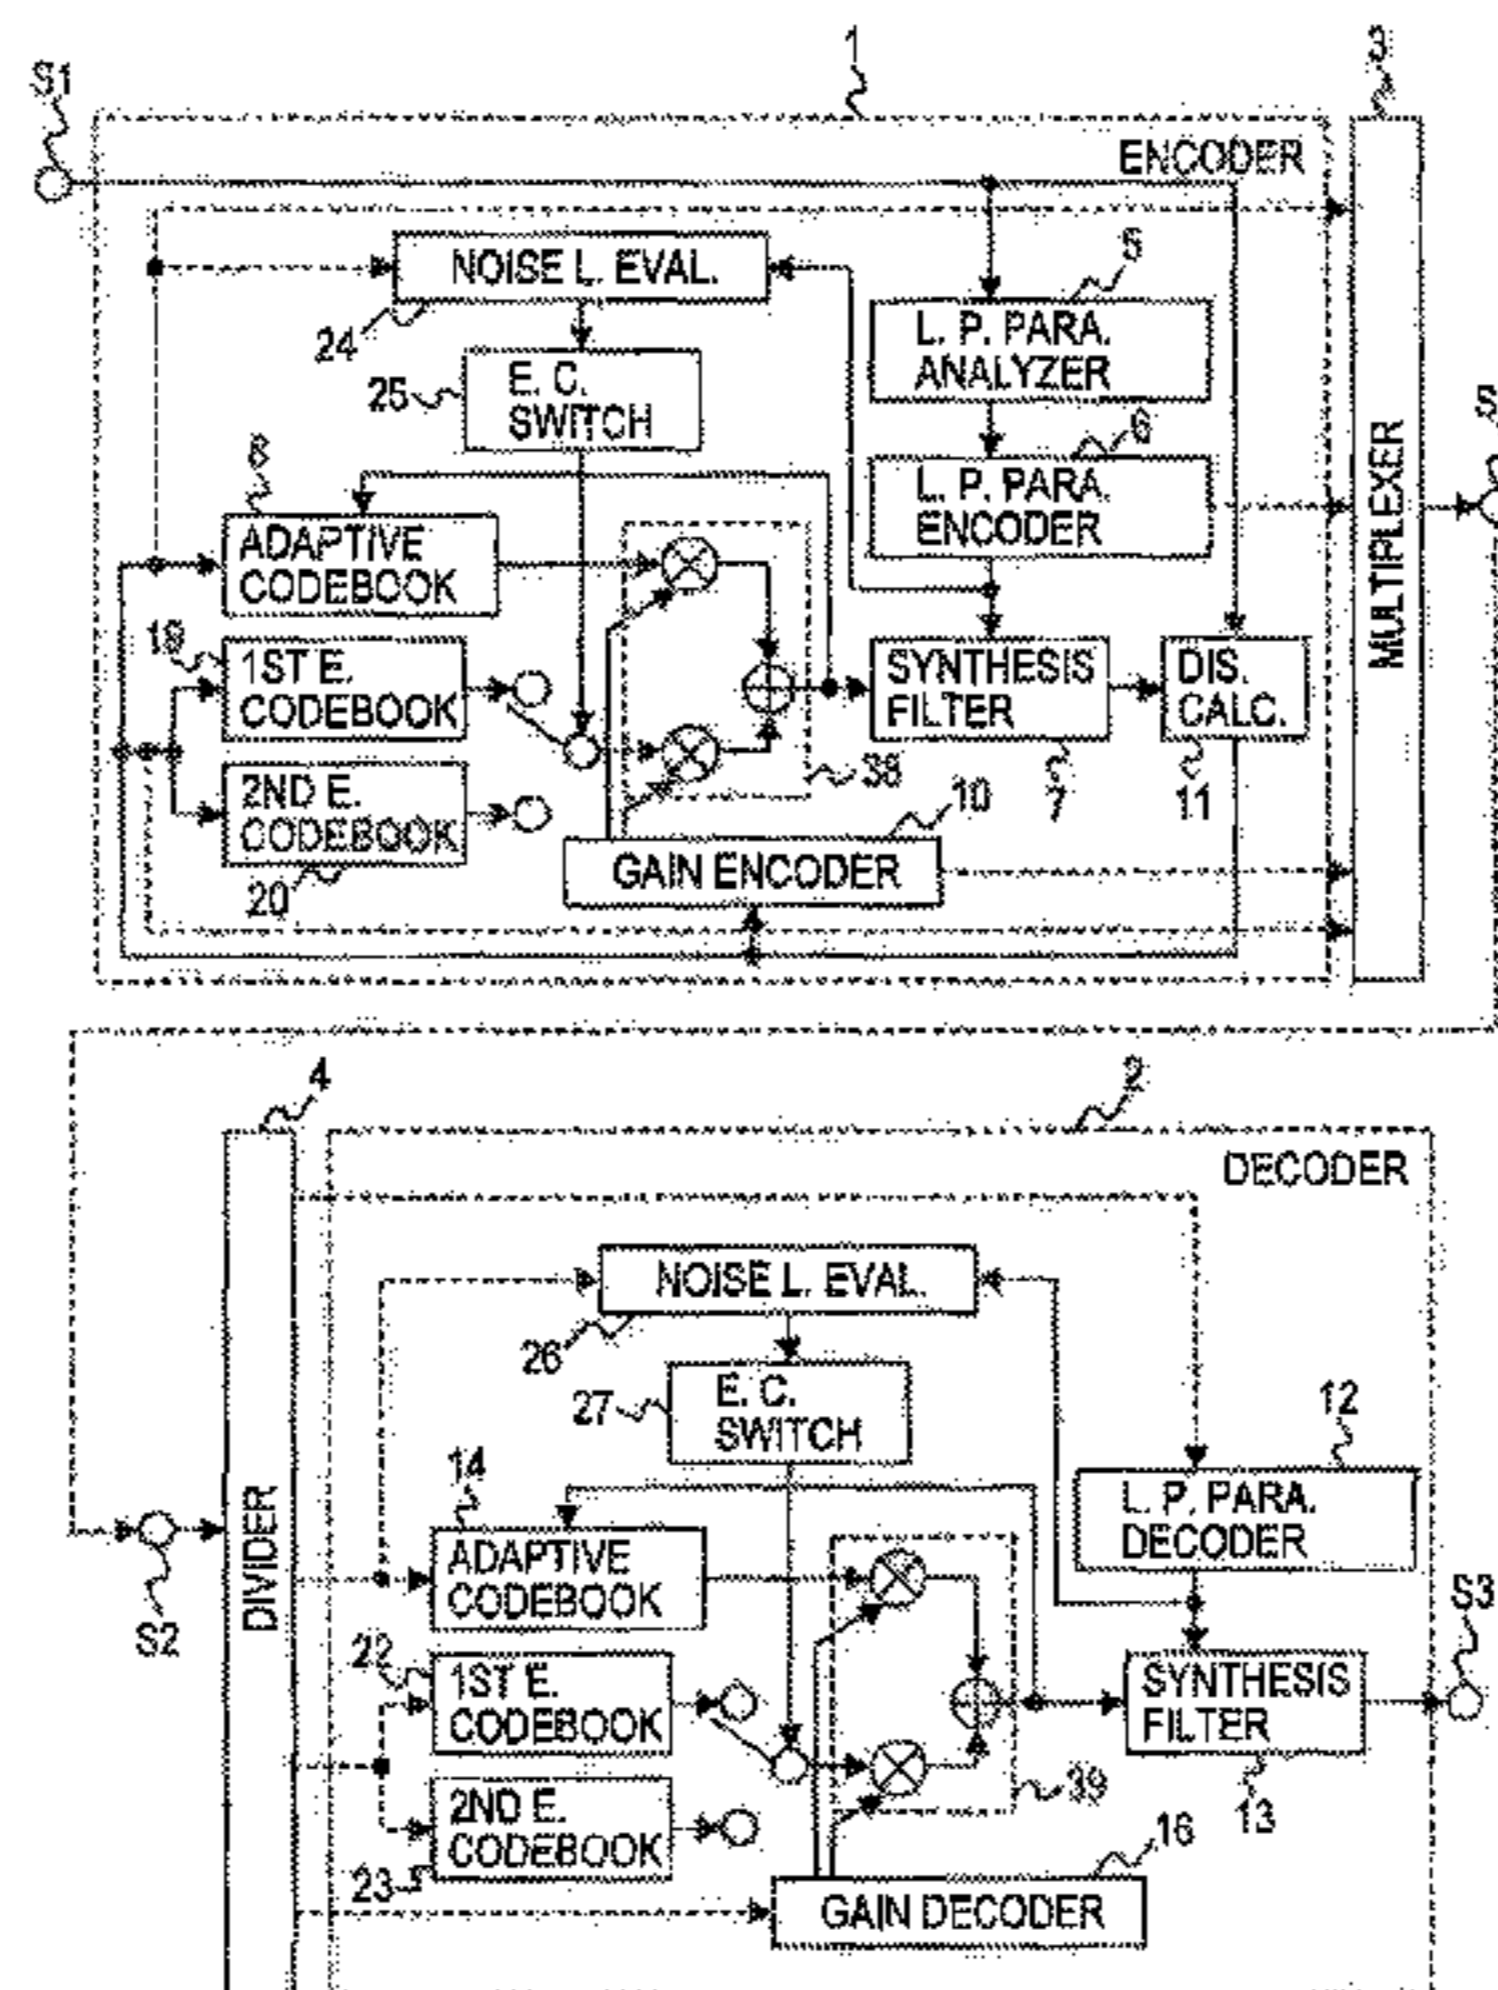 1
3
S1
ENCODER
NOISE L. EVAL.
5
24
L. P. PARA.
ANALYZER
E. C.
SWITCH
25
S
6
L. P. PARA.
ENCODER
MULTIPLEXER
ADAPTIVE
CODEBOOK
1ST E.
CODEBOOK
SYNTHESIS
FILTER
DIS.
CALC.
38
2ND E.
CODEBOOK
10
7
11
GAIN ENCODER
20
4
2
DECODER
NOISE L. EVAL.
26
E. C.
SWITCH
27
12
14
L. P. PARA.
DECODER
DIVIDER
ADAPTIVE
CODEBOOK
S2
S3
22
1ST E.
CODEBOOK
SYNTHESIS
FILTER
39
2ND E.
CODEBOOK
13
16
23
GAIN DECODER